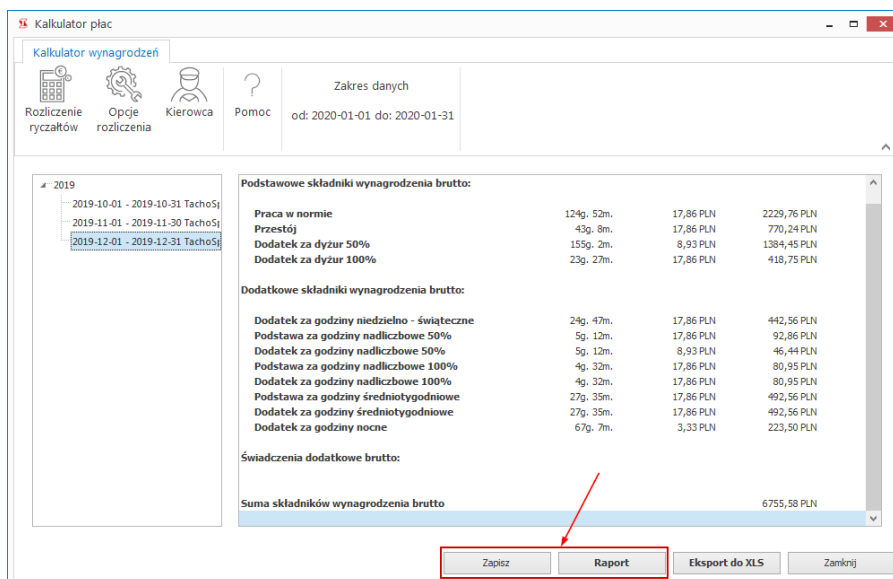 Kalkulator płac
Kalkulator wynagrodzeń
Rozliczenie ryczałtów
Opcje rozliczenia
Kierowca
Pomoc
Zakres danych
od: 2020-01-01 do: 2020-01-31
2019
2019-10-01 - 2019-10-31 TachoSp
2019-11-01 - 2019-11-30 TachoSp
2019-12-01 - 2019-12-31 TachoSp
Podstawowe składniki wynagrodzenia brutto:
Praca w normie 124g. 52m. 17,86 PLN 2229,76 PLN
Przestój 43g. 8m. 17,86 PLN 770,24 PLN
Dodatek za dyżur 50% 155g. 2m. 8,93 PLN 1384,45 PLN
Dodatek za dyżur 100% 23g. 27m. 17,86 PLN 418,75 PLN
Dodatkowe składniki wynagrodzenia brutto:
Dodatek za godziny niedzielno - świąteczne 24g. 47m. 17,86 PLN 442,56 PLN
Podstawa za godziny nadliczbowe 50% 5g. 12m. 17,86 PLN 92,86 PLN
Dodatek za godziny nadliczbowe 50% 5g. 12m. 8,93 PLN 46,44 PLN
Podstawa za godziny nadliczbowe 100% 4g. 32m. 17,86 PLN 80,95 PLN
Dodatek za godziny nadliczbowe 100% 4g. 32m. 17,86 PLN 80,95 PLN
Podstawa za godziny średniotygodniowe 27g. 35m. 17,86 PLN 492,56 PLN
Dodatek za godziny średniotygodniowe 27g. 35m. 17,86 PLN 492,56 PLN
Dodatek za godziny nocne 67g. 7m. 3,33 PLN 223,50 PLN
Świadczenia dodatkowe brutto:
Suma składników wynagrodzenia brutto 6755,58 PLN
Zapisz Raport Eksport do XLS Zamknij